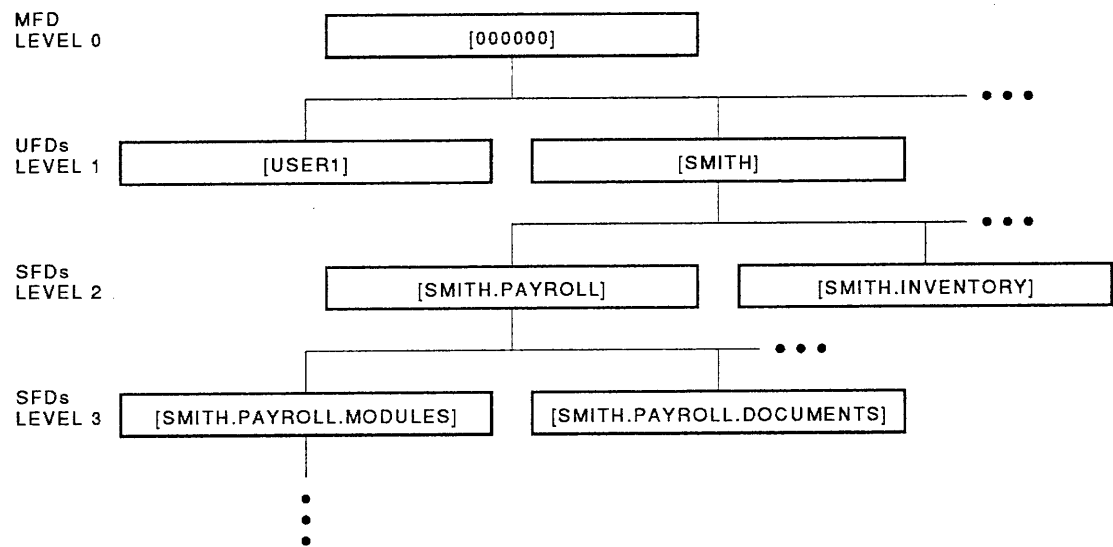 MFD
LEVEL 0
[000000]
UFDs
LEVEL 1
[USER1]
[SMITH]
SFDs
LEVEL 2
[SMITH.PAYROLL]
[SMITH.INVENTORY]
SFDs
LEVEL 3
[SMITH.PAYROLL.MODULES]
[SMITH.PAYROLL.DOCUMENTS]